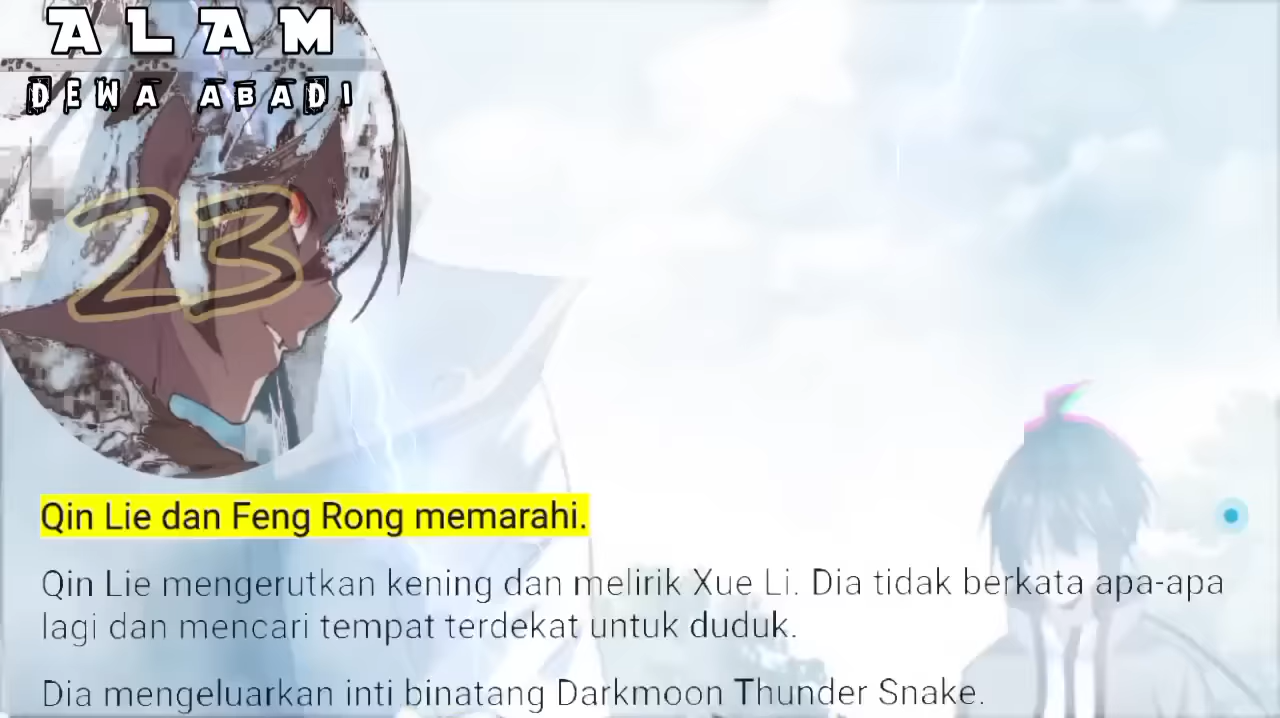 ALAM
DEWA ABADI
23
Qin Lie dan Feng Rong memarahi.
Qin Lie mengerutkan kening dan melirik Xue Li. Dia tidak berkata apa-apa
lagi dan mencari tempat terdekat untuk duduk.
Dia mengeluarkan inti binatang Darkmoon Thunder Snake.